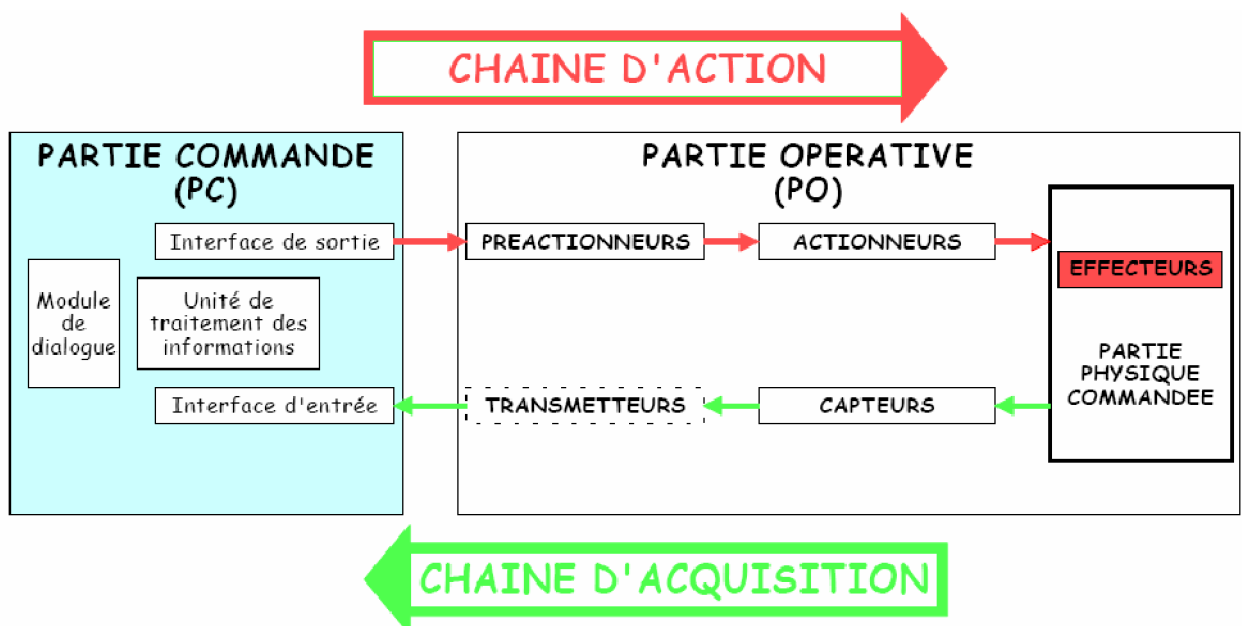 CHAINE D'ACTION
PARTIE COMMANDE
(PC)
Interface de sortie
Module
de
dialogue
Unité de
traitement des
informations
Interface d'entrée
PARTIE OPERATIVE
(PO)
PREACTIONNEURS
ACTIONNEURS
EFFECTEURS
PARTIE
PHYSIQUE
COMMANDEE
TRANSMETTEURS
CAPTEURS
CHAINE D'ACQUISITION